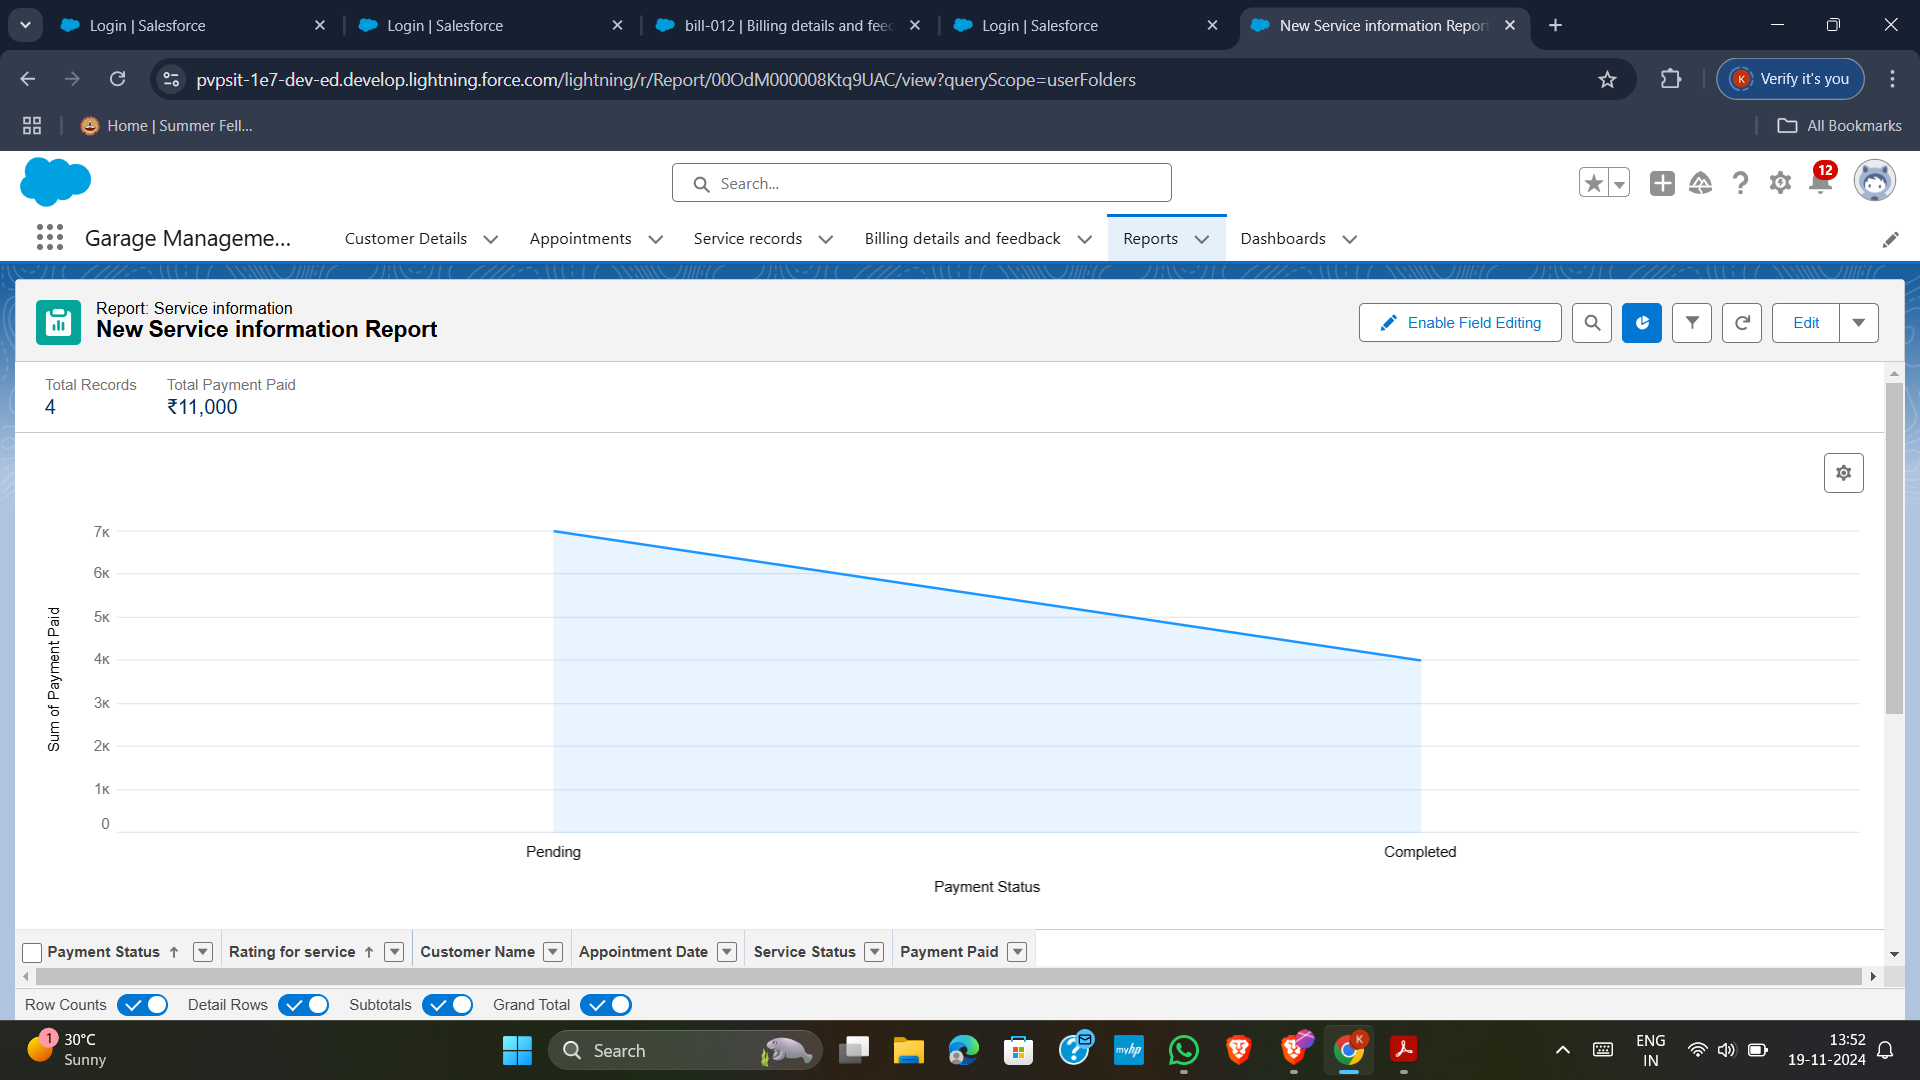 Login | Salesforce
Login | Salesforce
bill-012 | Billing details and feed
Login | Salesforce
New Service information Report
pvpsit-1e7-dev-ed.develop.lightning.force.com/lightning/r/Report/00OdM000008Ktq9UAC/view?queryScope=userFolders
K
Verify it's you
Home | Summer Fell...
All Bookmarks
Search...
12
Garage Manageme...
Customer Details
Appointments
Service records
Billing details and feedback
Reports
Dashboards
Report: Service information
New Service information Report
Enable Field Editing
Edit
Total Records
4
Total Payment Paid
₹11,000
7K
6K
5K
4K
3K
2K
1K
0
Sum of Payment Paid
Pending
Completed
Payment Status
Payment Status
Rating for service
Customer Name
Appointment Date
Service Status
Payment Paid
Row Counts
Detail Rows
Subtotals
Grand Total
1
30°C
Sunny
Search
myhp
K
ENG
IN
13:52
19-11-2024